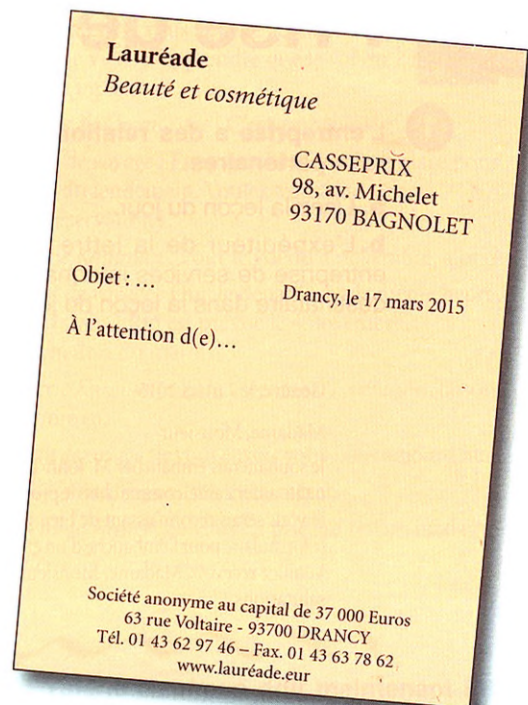 Lauréade
Beauté et cosmétique
CASSEPRIX
98, av. Michelet
93170 BAGNOLET
Objet : …
Drancy, le 17 mars 2015
À l'attention d(e)…
Société anonyme au capital de 37 000 Euros
63 rue Voltaire - 93700 DRANCY
Tél. 01 43 62 97 46 – Fax. 01 43 63 78 62
www.lauréade.eur